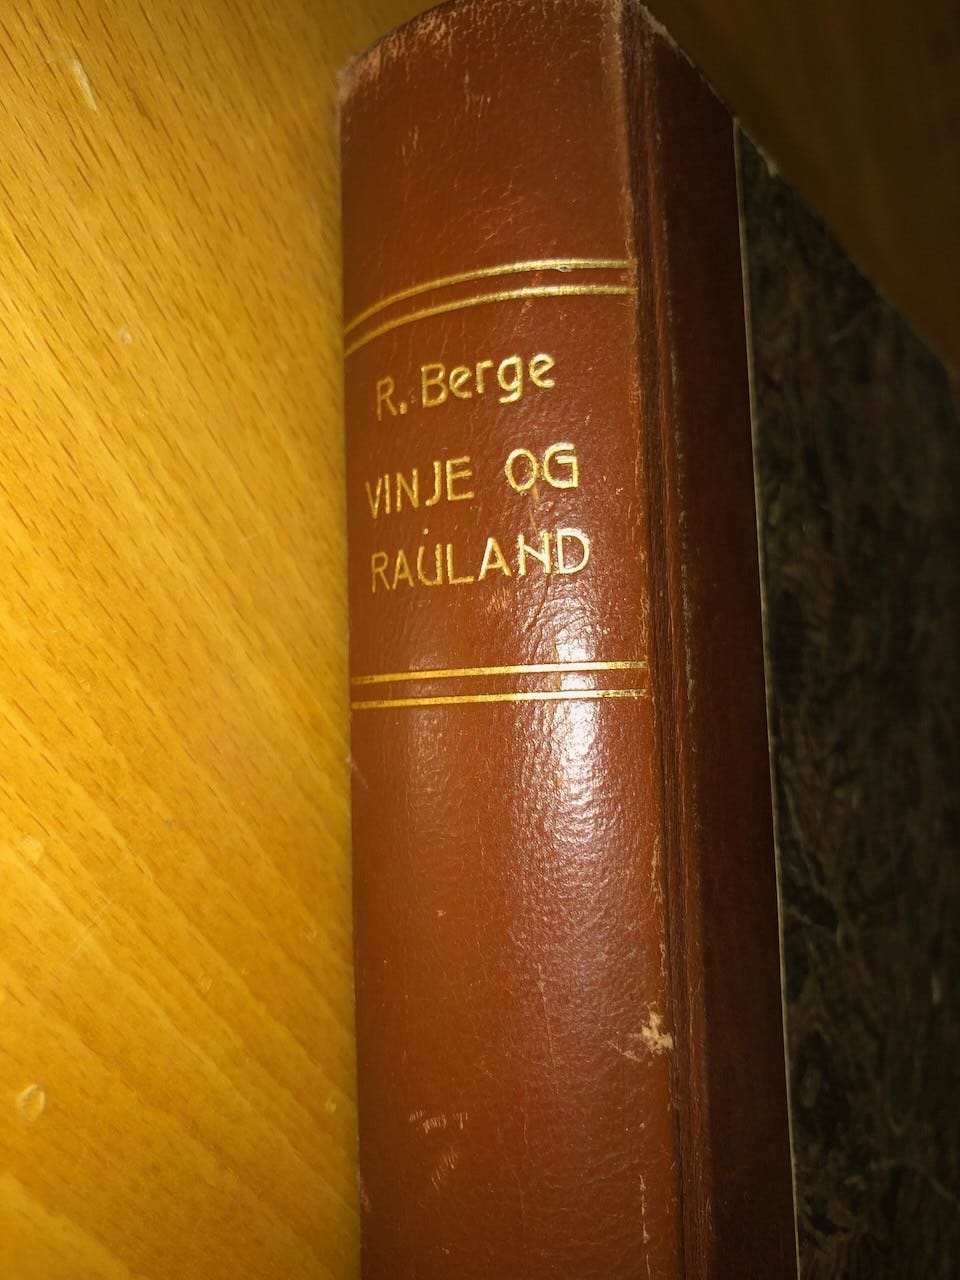 R. Berge
VINJE OG
RAULAND